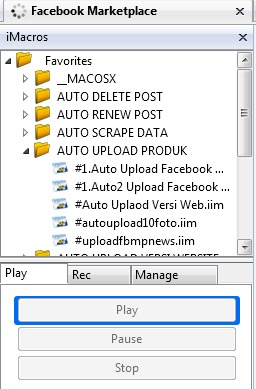 Facebook Marketplace
iMacros
Favorites
__MACOSX
AUTO DELETE POST
AUTO RENEW POST
AUTO SCRAPE DATA
AUTO UPLOAD PRODUK
#1.Auto Upload Facebook ...
#1.Auto2 Upload Facebook ...
#Auto Uplaod Versi Web.iim
#autoupload10foto.iim
#uploadfbmpnews.iim
AUTO UPLOAD VERSI WEBSITE
Play Rec Manage
Play
Pause
Stop